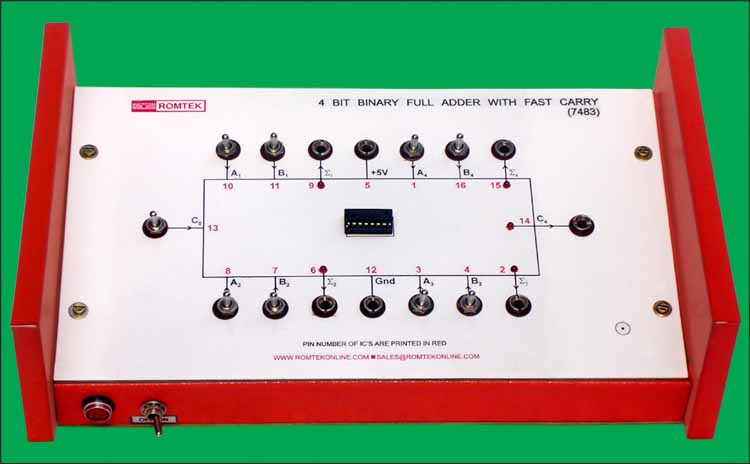 ROMTEK
4 BIT BINARY FULL ADDER WITH FAST CARRY
(7483)
A₁ B₁ Σ₁ +5V A₄ B₄ Σ₄
10 11 9 5 1 16 15
C₀ 13 14 C₄
8 7 6 12 3 4 2
A₂ B₂ Σ₂ Gnd A₃ B₃ Σ₃
PIN NUMBER OF IC'S ARE PRINTED IN RED
WWW.ROMTEKONLINE.COM ■ SALES@ROMTEKONLINE.COM